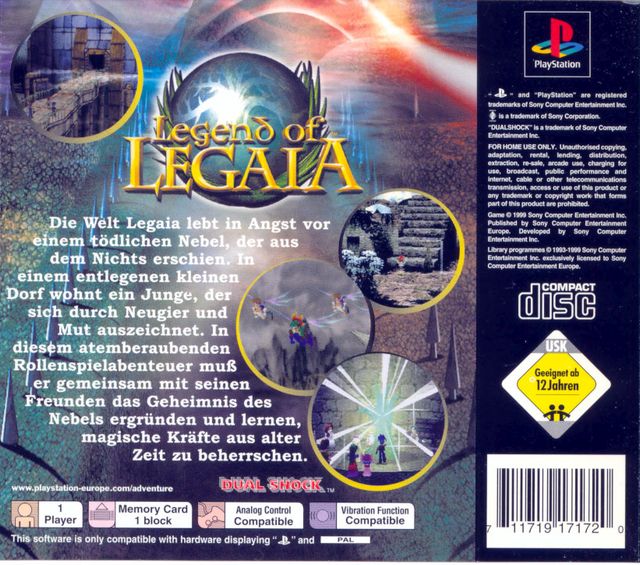 Legend of
LEGAIA
Die Welt Legaia lebt in Angst vor
einem tödlichen Nebel, der aus
dem Nichts erschien. In
einem entlegenen kleinen
Dorf wohnt ein Junge, der
sich durch Neugier und
Mut auszeichnet. In
diesem atemberaubenden
Rollenspielabenteuer muß
er gemeinsam mit seinen
Freunden das Geheimnis des
Nebels ergründen und lernen,
magische Kräfte aus alter
Zeit zu beherrschen.
www.playstation-europe.com/adventure
DUAL SHOCK™
1
Player
Memory Card
1 block
Analog Control
Compatible
Vibration Function
Compatible
This software is only compatible with hardware displaying "" and PAL
PlayStation
" " and "PlayStation" are registered
trademarks of Sony Computer Entertainment Inc.
is a trademark of Sony Corporation.
"DUALSHOCK" is a trademark of Sony Computer
Entertainment Inc.
FOR HOME USE ONLY. Unauthorised copying,
adaptation, rental, lending, distribution,
extraction, re-sale, arcade use, charging for
use, broadcast, public performance and
internet, cable or other telecommunications
transmission, access or use of this product or
any trademark or copyright work that forms
part of this product are prohibited.
Game © 1999 Sony Computer Entertainment Inc.
Published by Sony Computer Entertainment
Europe. Developed by Sony Computer
Entertainment Inc.
Library programmes © 1993-1999 Sony Computer
Entertainment Inc. exclusively licensed to Sony
Computer Entertainment Europe.
COMPACT
disc
USK
Geeignet ab
12 Jahren
7 11719 17172 0